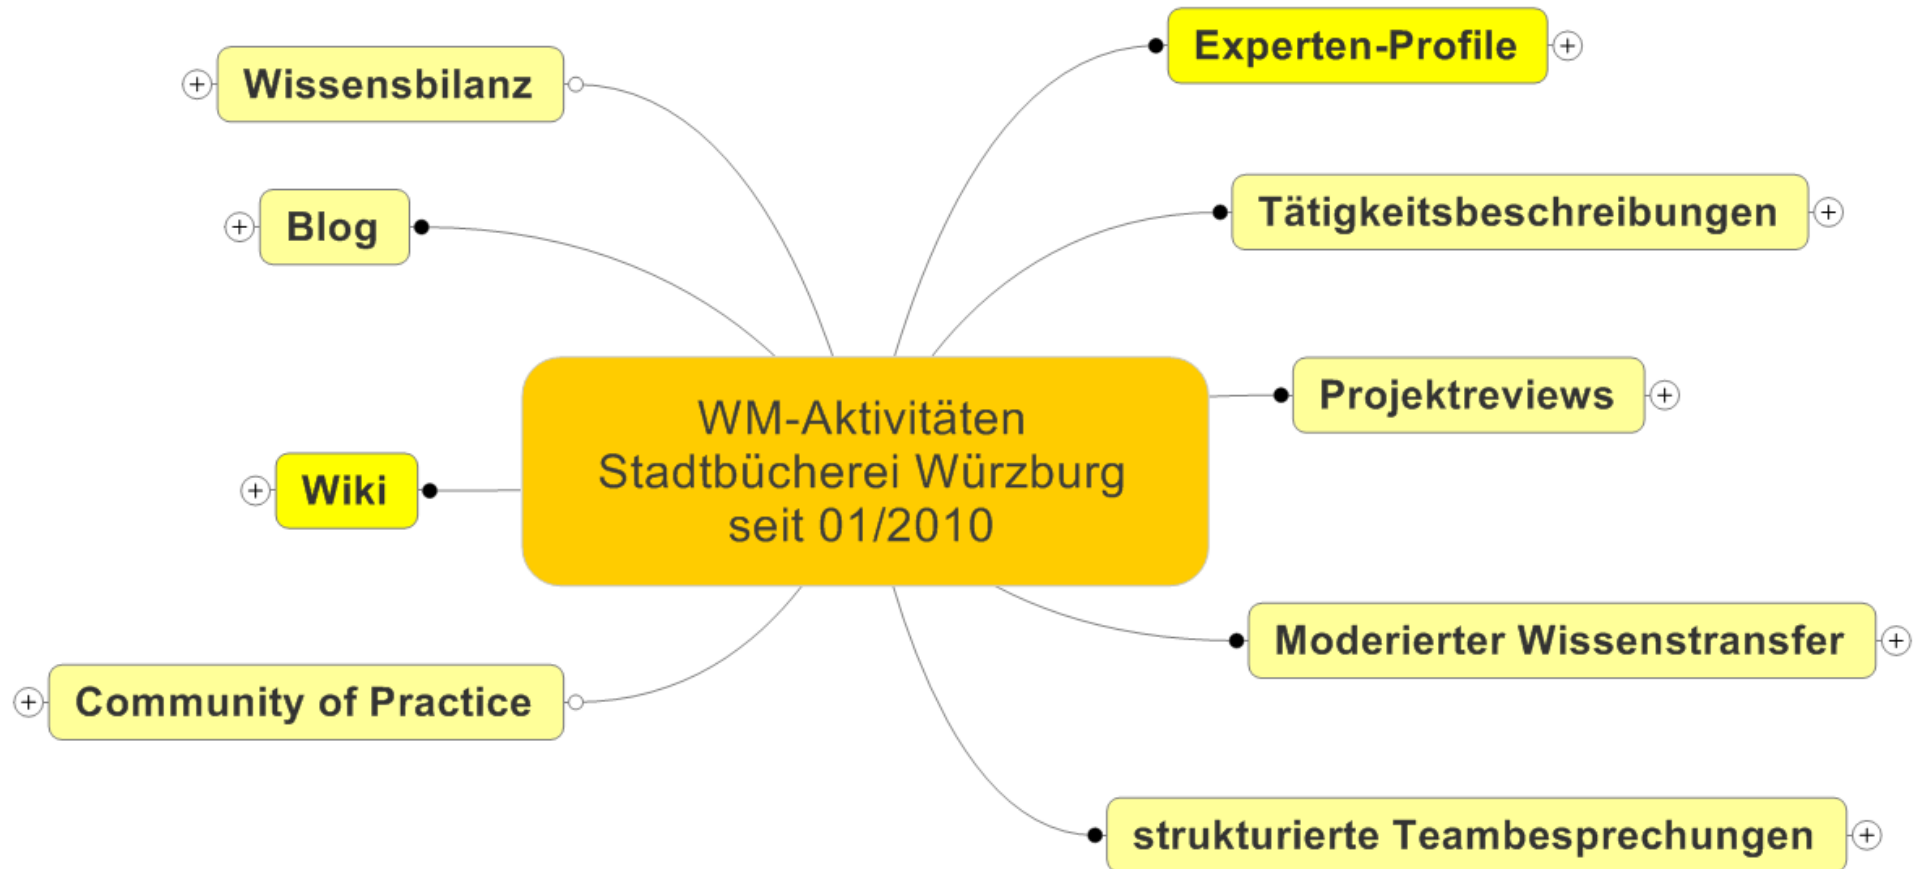 Experten-Profile
Wissensbilanz
Tätigkeitsbeschreibungen
Blog
Projektreviews
WM-Aktivitäten
Stadtbücherei Würzburg
seit 01/2010
Wiki
Moderierter Wissenstransfer
Community of Practice
strukturierte Teambesprechungen